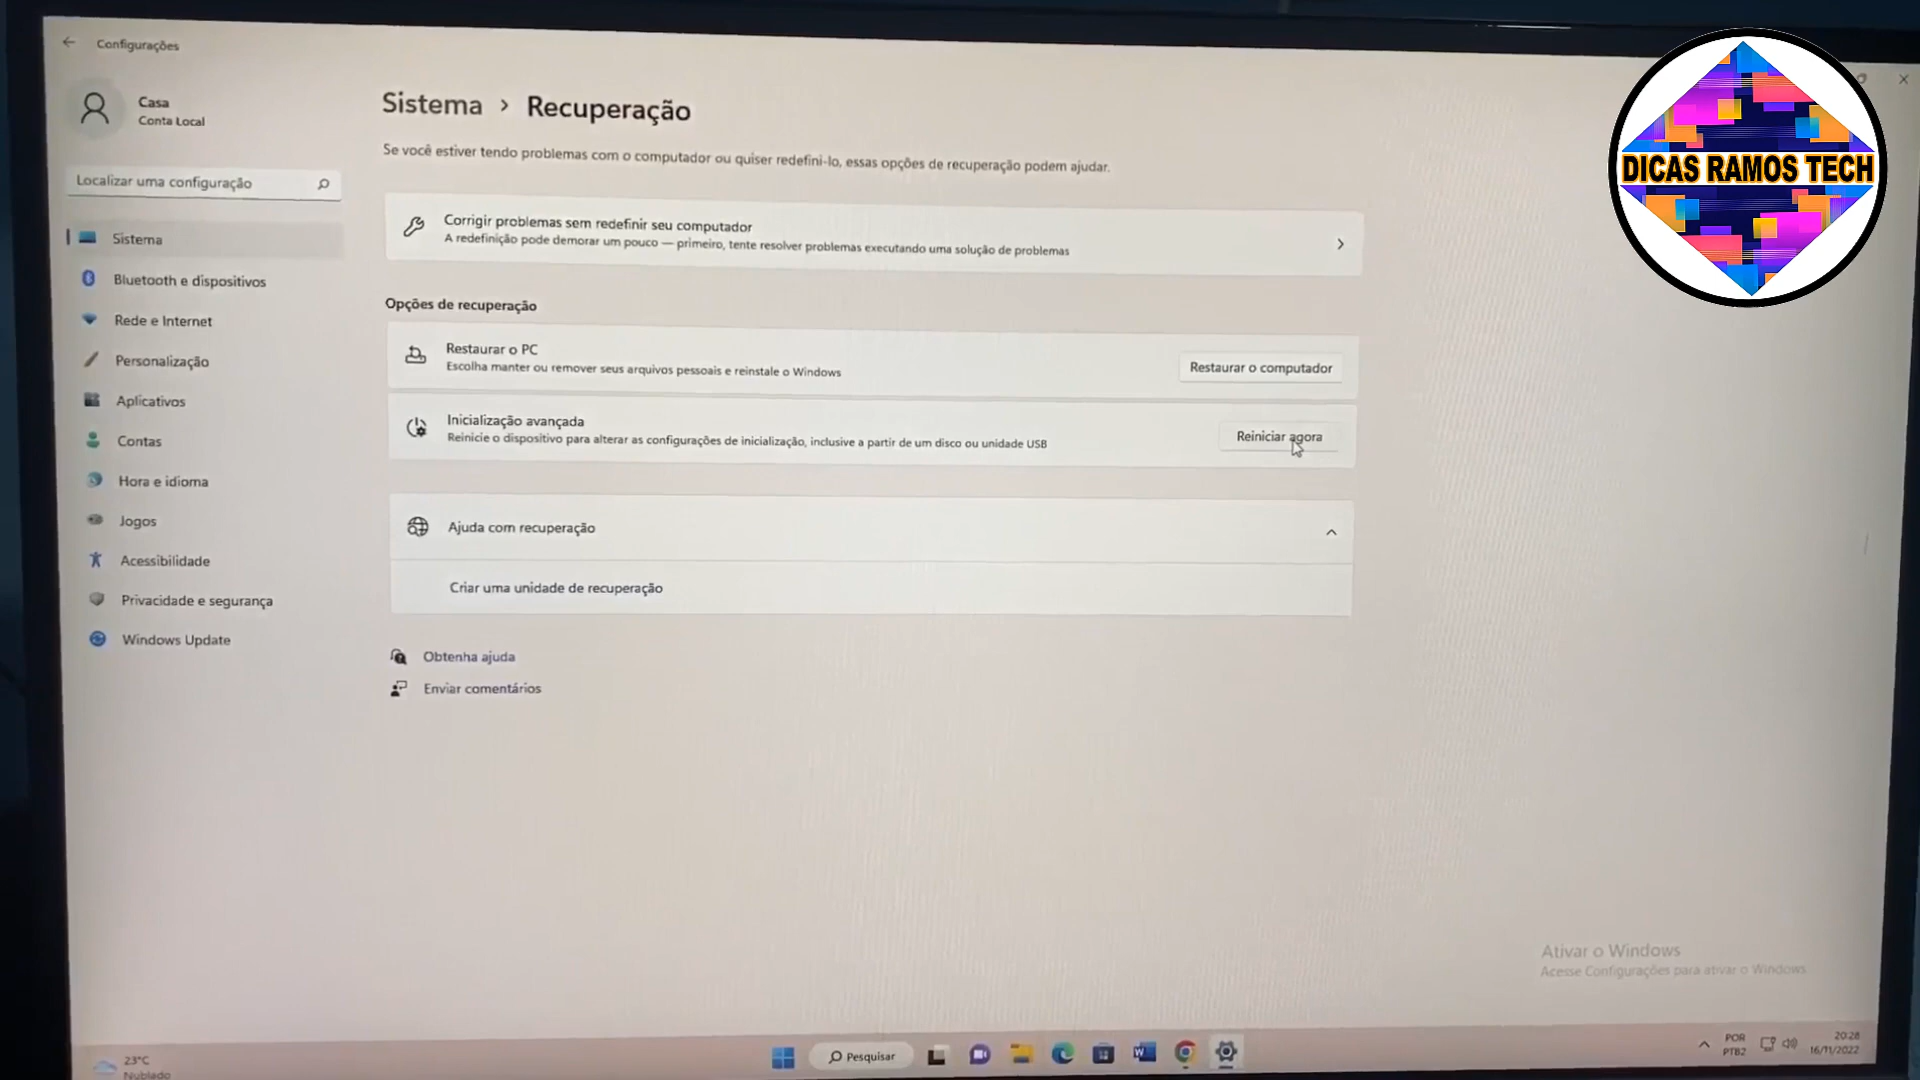 Configurações
Casa
Conta Local
Localizar uma configuração
Sistema
Bluetooth e dispositivos
Rede e Internet
Personalização
Aplicativos
Contas
Hora e idioma
Jogos
Acessibilidade
Privacidade e segurança
Windows Update
Sistema > Recuperação
Se você estiver tendo problemas com o computador ou quiser redefini-lo, essas opções de recuperação podem ajudar.
Corrigir problemas sem redefinir seu computador
A redefinição pode demorar um pouco — primeiro, tente resolver problemas executando uma solução de problemas
Opções de recuperação
Restaurar o PC
Escolha manter ou remover seus arquivos pessoais e reinstale o Windows
Restaurar o computador
Inicialização avançada
Reinicie o dispositivo para alterar as configurações de inicialização, inclusive a partir de um disco ou unidade USB
Reiniciar agora
Ajuda com recuperação
Criar uma unidade de recuperação
Obtenha ajuda
Enviar comentários
DICAS RAMOS TECH
Ativar o Windows
Acesse Configurações para ativar o Windows.
23°C
Nublado
Pesquisar
POR
PTB2
20:28
16/11/2022